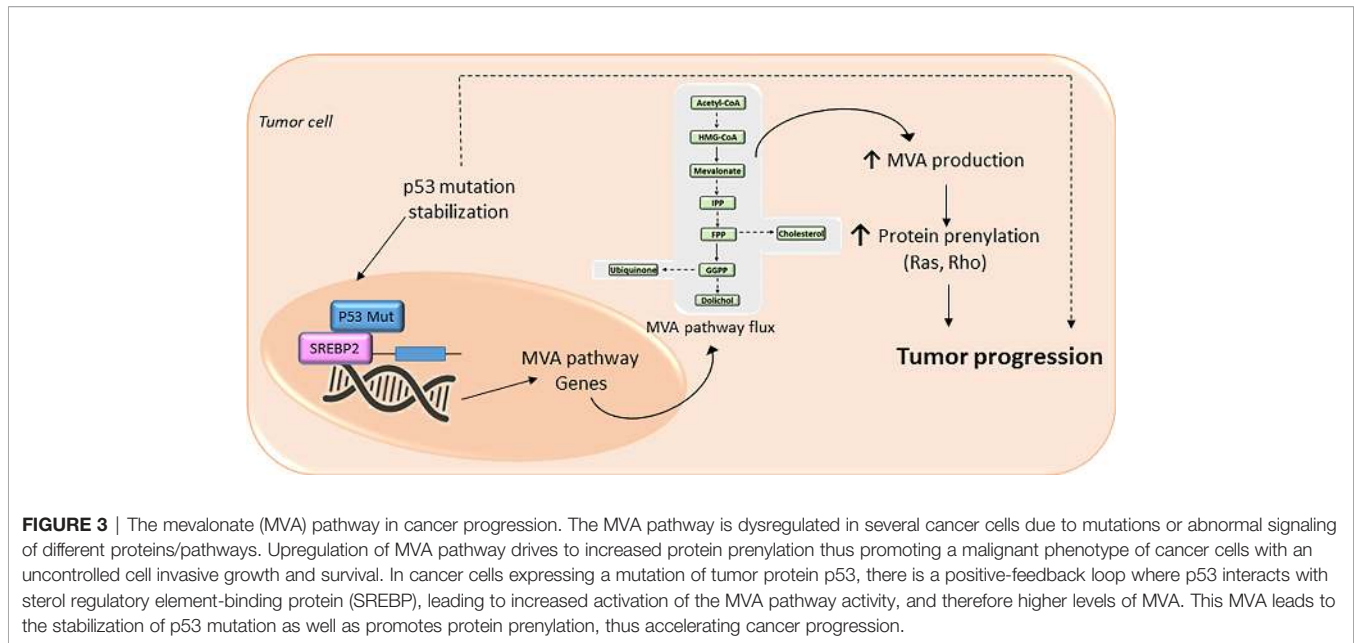 Tumor cell
p53 mutation
stabilization
P53 Mut
SREBP2
MVA pathway
Genes
Acetyl-CoA
HMG-CoA
Mevalonate
IPP
FPP
Cholesterol
Ubiquinone
GGPP
Dolichol
MVA pathway flux
↑ MVA production
↑ Protein prenylation
(Ras, Rho)
Tumor progression
FIGURE 3 | The mevalonate (MVA) pathway in cancer progression. The MVA pathway is dysregulated in several cancer cells due to mutations or abnormal signaling
of different proteins/pathways. Upregulation of MVA pathway drives to increased protein prenylation thus promoting a malignant phenotype of cancer cells with an
uncontrolled cell invasive growth and survival. In cancer cells expressing a mutation of tumor protein p53, there is a positive-feedback loop where p53 interacts with
sterol regulatory element-binding protein (SREBP), leading to increased activation of the MVA pathway activity, and therefore higher levels of MVA. This MVA leads to
the stabilization of p53 mutation as well as promotes protein prenylation, thus accelerating cancer progression.